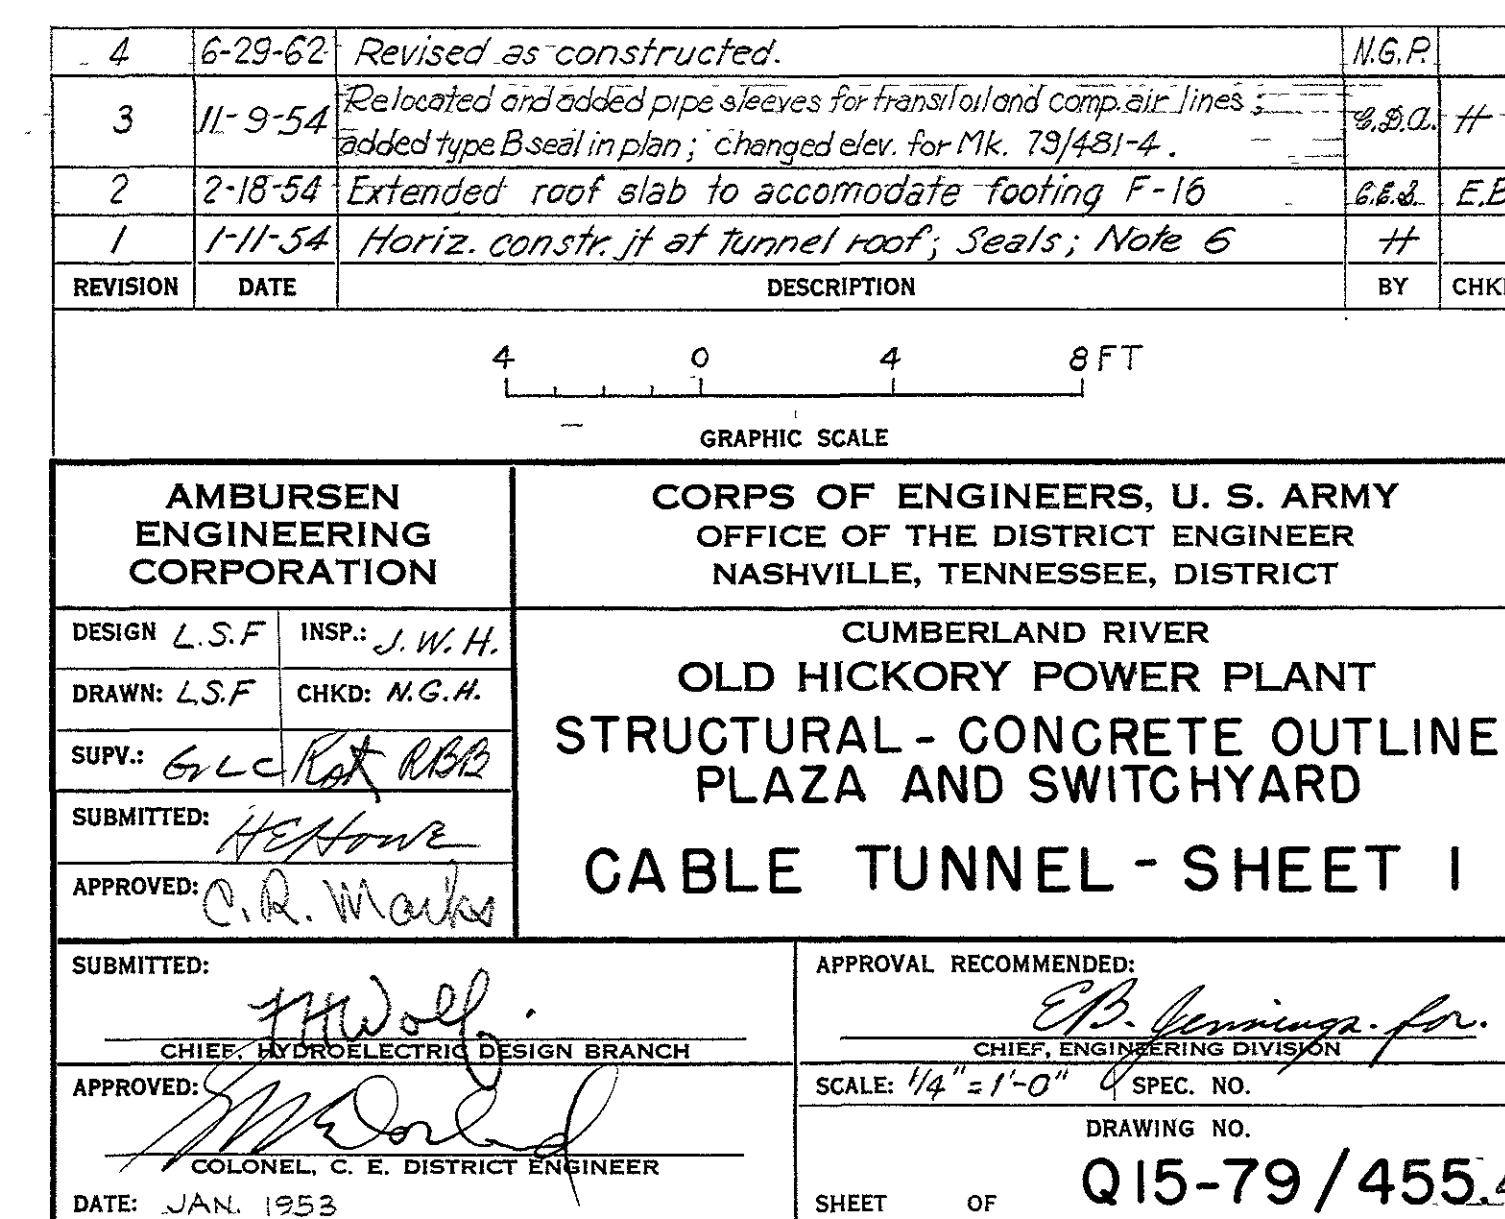 4 6-29-62 Revised as constructed. N.G.P.
3 11-9-54 Relocated and added pipe sleeves for transil oil and comp. air lines ;
added type B seal in plan ; changed elev. for Mk. 79/481-4 . H
2 2-18-54 Extended roof slab to accomodate footing F-16
1 1-11-54 Horiz. constr. jt at tunnel roof; Seals; Note 6 H
REVISION DATE DESCRIPTION BY
4 0 4 8 FT
GRAPHIC SCALE
AMBURSEN
ENGINEERING
CORPORATION
CORPS OF ENGINEERS, U. S. ARMY
OFFICE OF THE DISTRICT ENGINEER
NASHVILLE, TENNESSEE, DISTRICT
DESIGN L.S.F INSP.: J.W.H.
DRAWN: L.S.F CHKD: N.G.H.
SUPV.: RBB
SUBMITTED: HEHowe
APPROVED: C.R. Marks
CUMBERLAND RIVER
OLD HICKORY POWER PLANT
STRUCTURAL - CONCRETE OUTLINE
PLAZA AND SWITCHYARD
CABLE TUNNEL - SHEET 1
SUBMITTED:
CHIEF, HYDROELECTRIC DESIGN BRANCH
APPROVED:
COLONEL, C. E. DISTRICT ENGINEER
DATE: JAN. 1953
APPROVAL RECOMMENDED:
E.B. Jennings. for.
CHIEF, ENGINEERING DIVISION
SCALE: 1/4" = 1'-0" SPEC. NO.
DRAWING NO.
SHEET OF Q15-79/455.